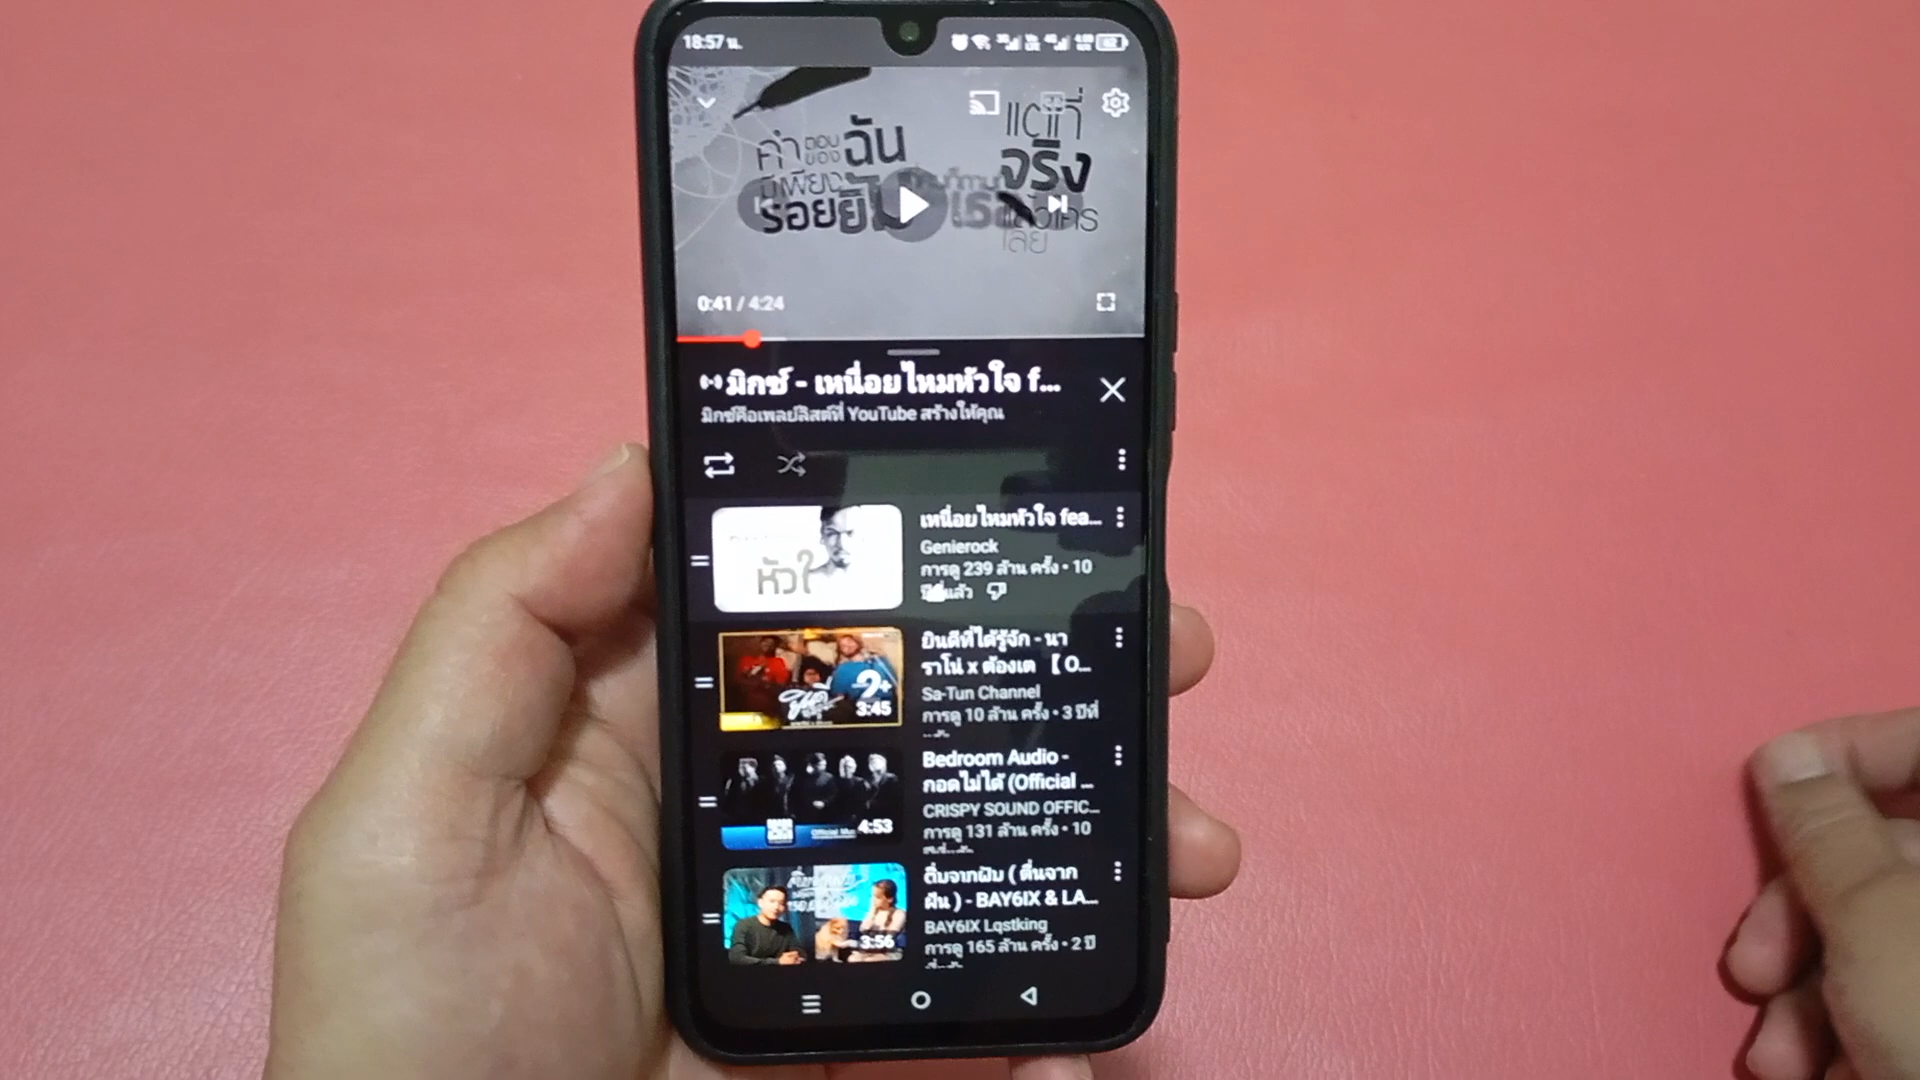 18:57 น.
62
คำตอบของฉัน
รอยยิ้ม
แต่ที่
จริง
เลย
0:41 / 4:24
มิกซ์ - เหนื่อยไหมหัวใจ f...
มิกซ์คือเพลย์ลิสต์ที่ YouTube สร้างให้คุณ
หัวใ
เหนื่อยไหมหัวใจ fea...
Genierock
การดู 239 ล้าน ครั้ง • 10
ปีที่แล้ว
ยินดีที่ได้รู้จัก - นา
ราโน่ x ต้องเต 【 O...
Sa-Tun Channel
การดู 10 ล้าน ครั้ง • 3 ปีที่
3:45
Bedroom Audio -
กอดไม่ได้ (Official ...
CRISPY SOUND OFFIC...
การดู 131 ล้าน ครั้ง • 10
4:53
ตื่มจากฝัม ( ตื่นจาก
ฝัน ) - BAY6IX & LA...
BAY6IX Lqstking
การดู 165 ล้าน ครั้ง • 2 ปี
3:56